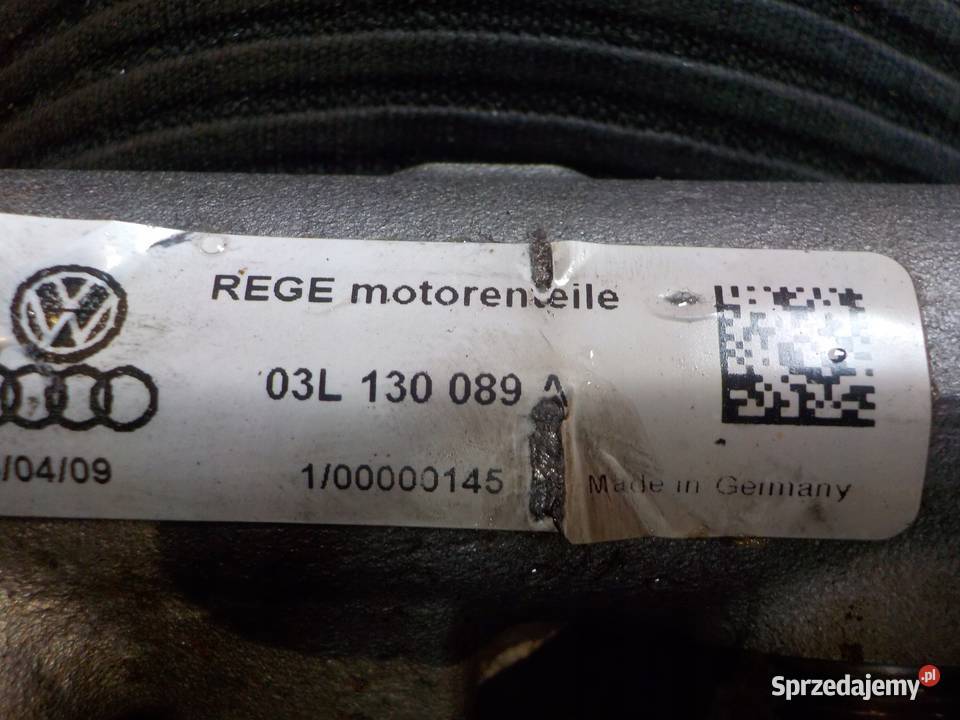 REGE motorenteile
03L 130 089 A
/04/09
1/00000145
Made in Germany
Sprzedajemy.pl